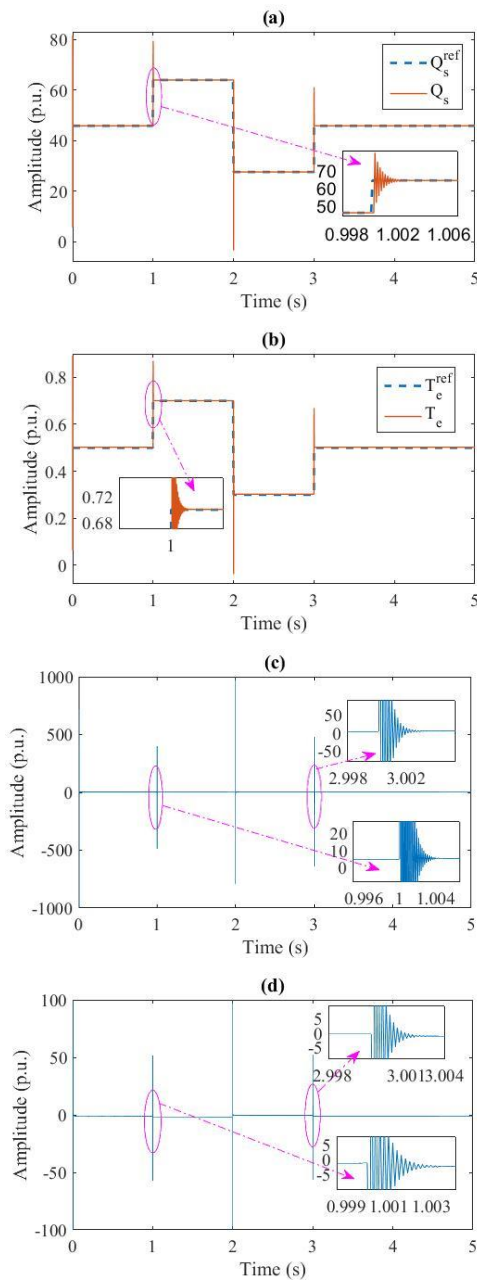 (a)
Amplitude (p.u.)
80
60
40
20
0
Q_s^ref
Q_s
70
60
50
0.998 1.002 1.006
0 1 2 3 4 5
Time (s)
(b)
Amplitude (p.u.)
0.8
0.6
0.4
0.2
0
T_e^ref
T_e
0.72
0.68
1
0 1 2 3 4 5
Time (s)
(c)
Amplitude (p.u.)
1000
500
0
-500
-1000
50
0
-50
2.998 3.002
20
10
0
0.996 1 1.004
0 1 2 3 4 5
Time (s)
(d)
Amplitude (p.u.)
100
50
0
-50
-100
5
0
-5
2.998 3.001 3.004
5
0
-5
0.999 1.001 1.003
0 1 2 3 4 5
Time (s)